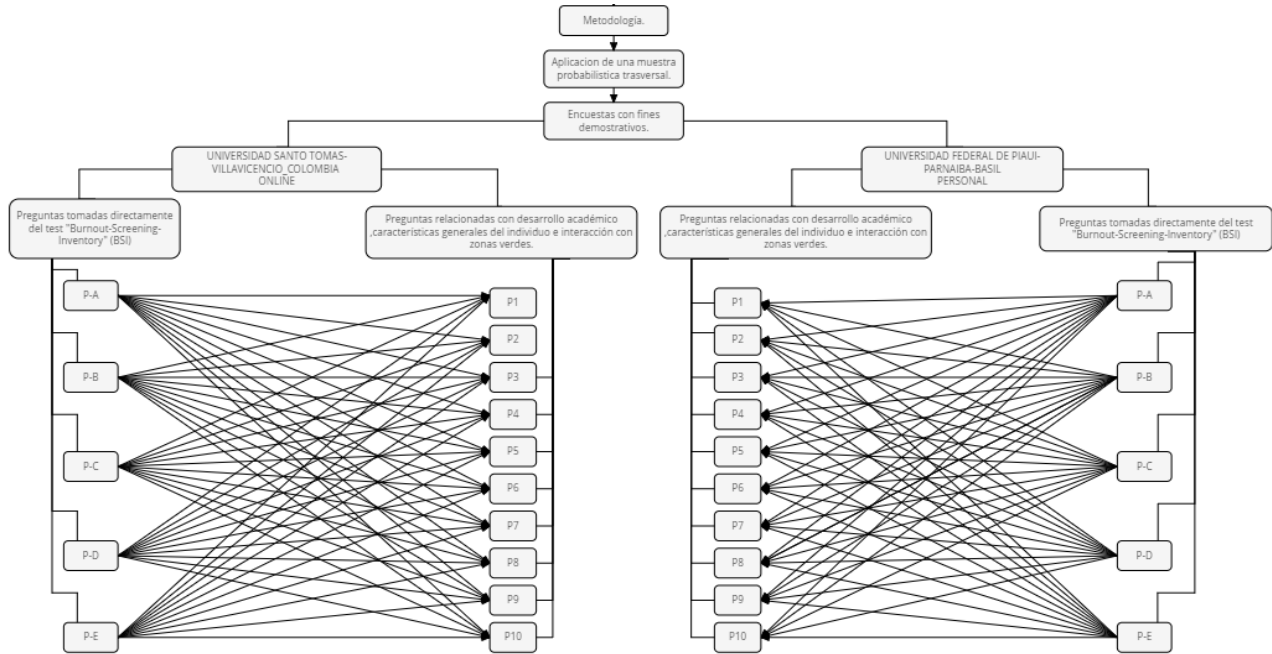 Metodología.
Aplicacion de una muestra
probabilistica trasversal.
Encuestas con fines
demostrativos.
UNIVERSIDAD SANTO TOMAS-
VILLAVICENCIO_COLOMBIA
ONLIÑE
UNIVERSIDAD FEDERAL DE PIAUI-
PARNAIBA-BASIL
PERSONAL
Preguntas tomadas directamente
del test "Burnout-Screening-
Inventory" (BSI)
Preguntas relacionadas con desarrollo académico
,características generales del individuo e interacción con
zonas verdes.
Preguntas relacionadas con desarrollo académico
,características generales del individuo e interacción con
zonas verdes.
Preguntas tomadas directamente del test
"Burnout-Screening-Inventory" (BSI)
P-A
P-B
P-C
P-D
P-E
P1
P2
P3
P4
P5
P6
P7
P8
P9
P10
P1
P2
P3
P4
P5
P6
P7
P8
P9
P10
P-A
P-B
P-C
P-D
P-E